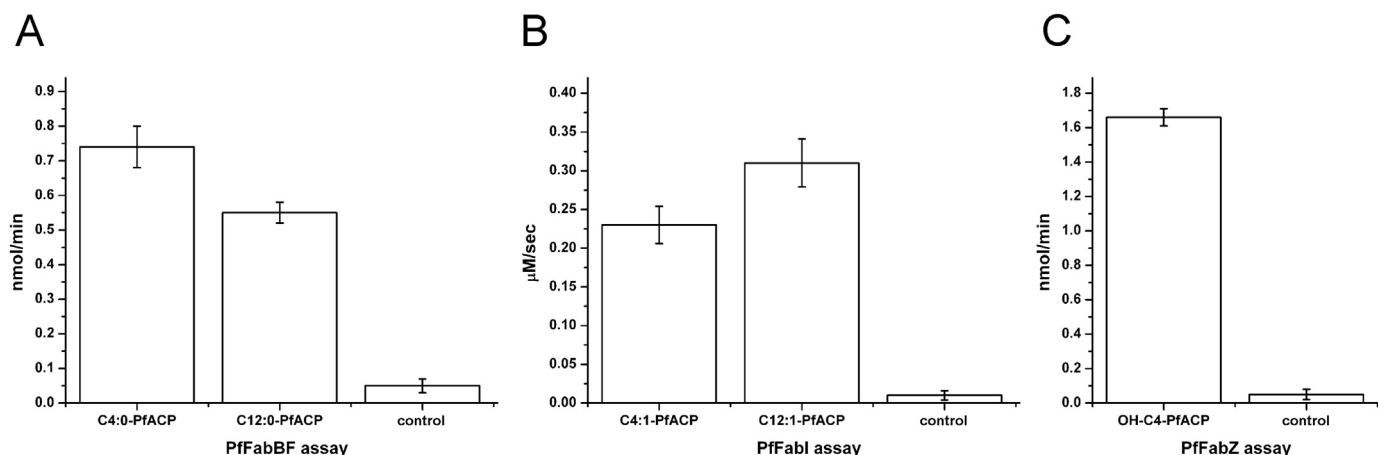 A
B
C
0.9
0.8
0.7
0.6
0.5
0.4
0.3
0.2
0.1
0.0
nmol/min
C4:0-PfACP
C12:0-PfACP
control
PfFabBF assay
0.40
0.35
0.30
0.25
0.20
0.15
0.10
0.05
0.00
µM/sec
C4:1-PfACP
C12:1-PfACP
control
PfFabI assay
1.8
1.6
1.4
1.2
1.0
0.8
0.6
0.4
0.2
0.0
nmol/min
OH-C4-PfACP
control
PfFabZ assay